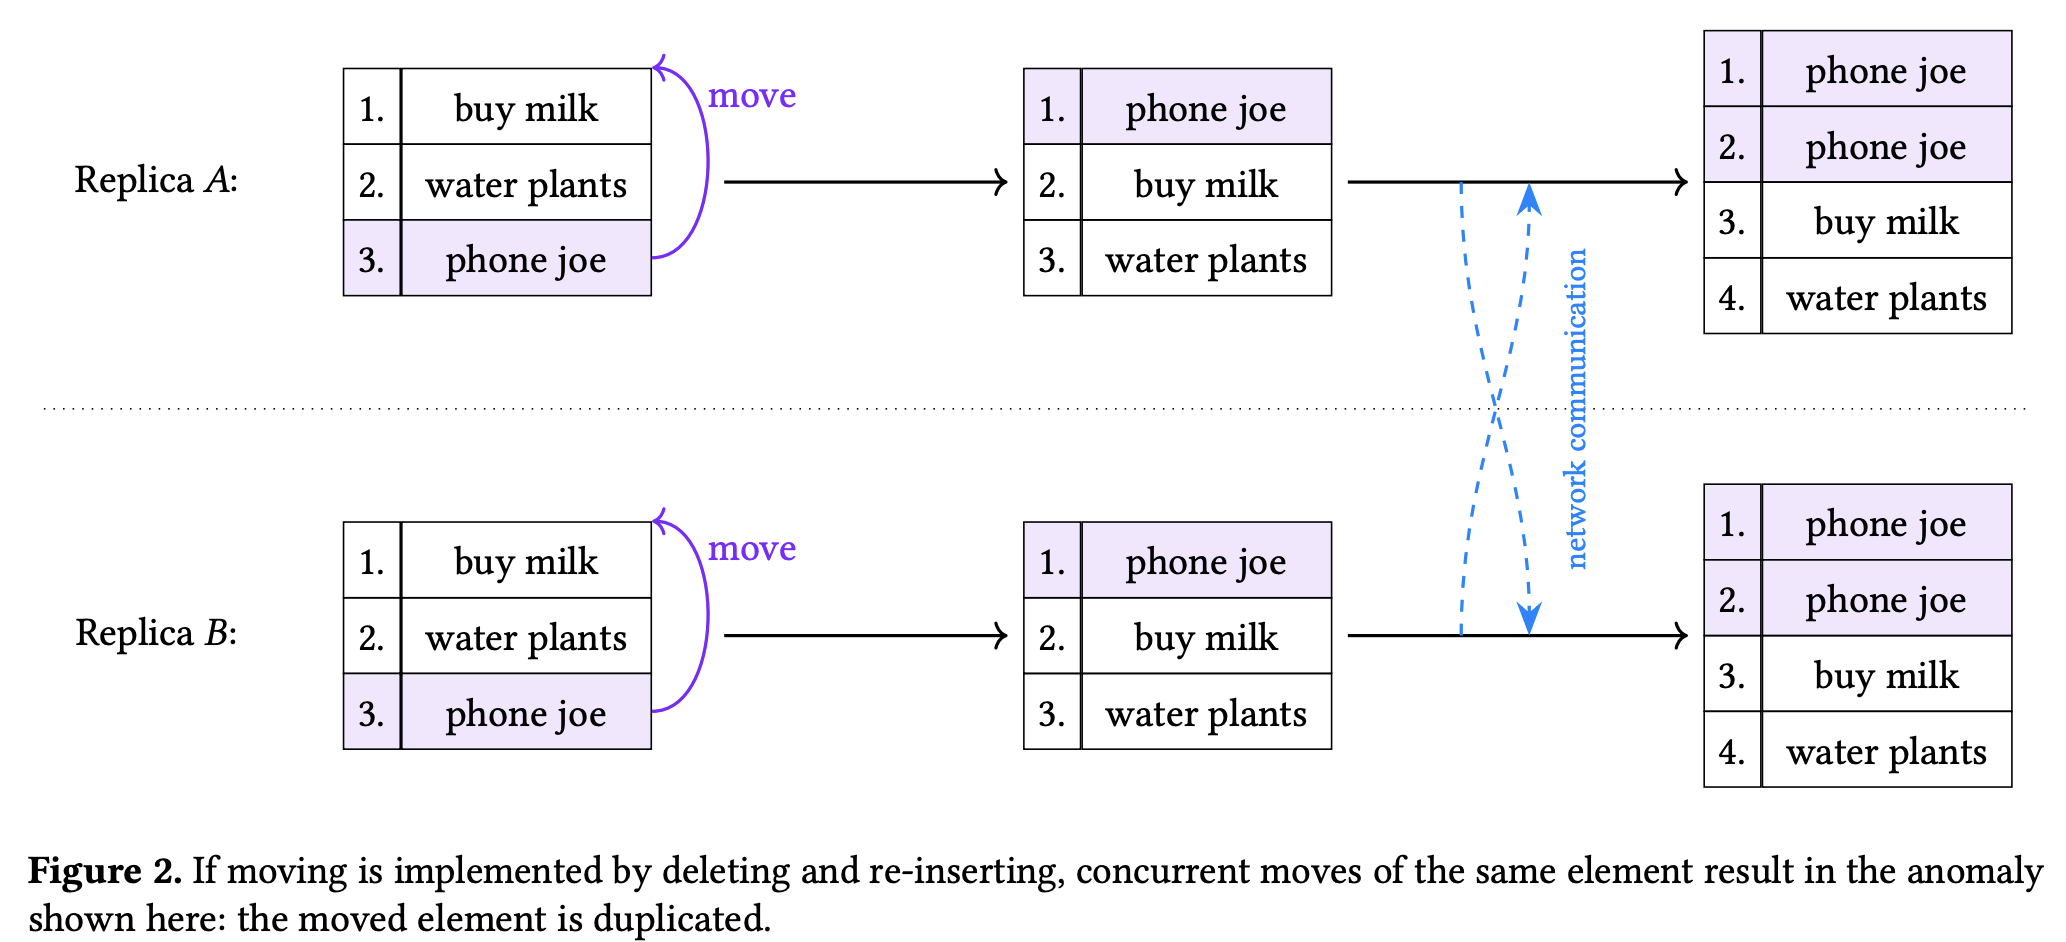 Replica A:
1. buy milk
2. water plants
3. phone joe
move
1. phone joe
2. buy milk
3. water plants
1. phone joe
2. phone joe
3. buy milk
4. water plants
network communication
Replica B:
1. buy milk
2. water plants
3. phone joe
move
1. phone joe
2. buy milk
3. water plants
1. phone joe
2. phone joe
3. buy milk
4. water plants
Figure 2. If moving is implemented by deleting and re-inserting, concurrent moves of the same element result in the anomaly
shown here: the moved element is duplicated.